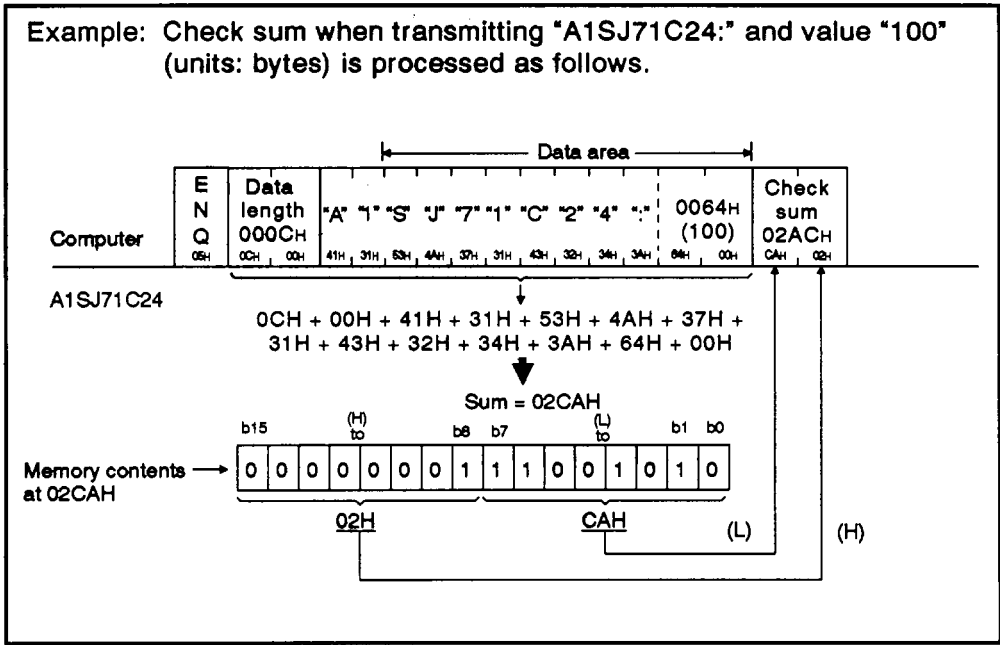 Example: Check sum when transmitting "A1SJ71C24:" and value "100"
(units: bytes) is processed as follows.
Data area
E
N
Q
05H
Data
length
000CH
0CH 00H
"A" "1" "S" "J" "7" "1" "C" "2" "4" ":"
41H 31H 53H 4AH 37H 31H 43H 32H 34H 3AH
0064H
(100)
64H 00H
Check
sum
02ACH
CAH 02H
Computer
A1SJ71C24
0CH + 00H + 41H + 31H + 53H + 4AH + 37H +
31H + 43H + 32H + 34H + 3AH + 64H + 00H
Sum = 02CAH
b15 (H) to b8 b7 (L) to b1 b0
Memory contents
at 02CAH
0 0 0 0 0 0 0 1 1 1 0 0 1 0 1 0
02H CAH (L) (H)